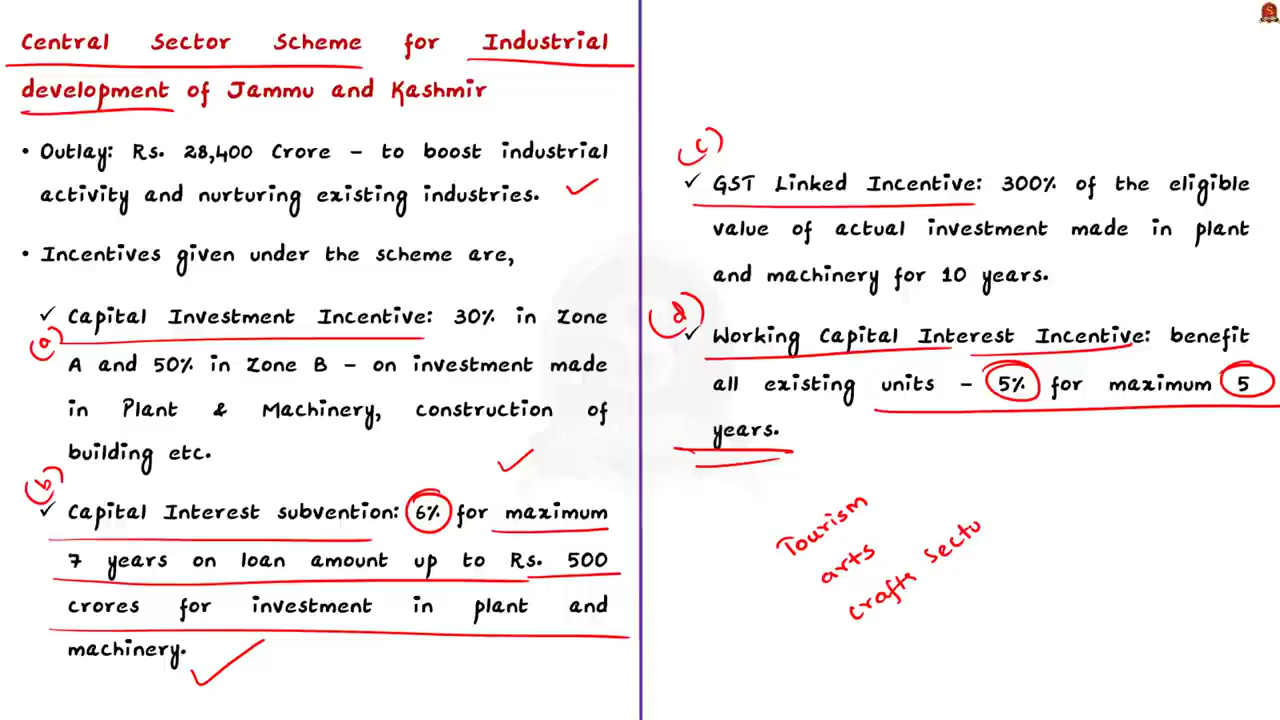 Central Sector Scheme for Industrial
development of Jammu and Kashmir
• Outlay: Rs. 28,400 Crore – to boost industrial
activity and nurturing existing industries.
• Incentives given under the scheme are,
✓ Capital Investment Incentive: 30% in Zone
(a)
A and 50% in Zone B – on investment made
in Plant & Machinery, construction of
building etc.
(b)
✓ Capital Interest subvention: 6% for maximum
7 years on loan amount up to Rs. 500
crores for investment in plant and
machinery.
(c)
✓ GST Linked Incentive: 300% of the eligible
value of actual investment made in plant
and machinery for 10 years.
(d)
✓ Working Capital Interest Incentive: benefit
all existing units – 5% for maximum 5
years.
Tourism
arts
crafts